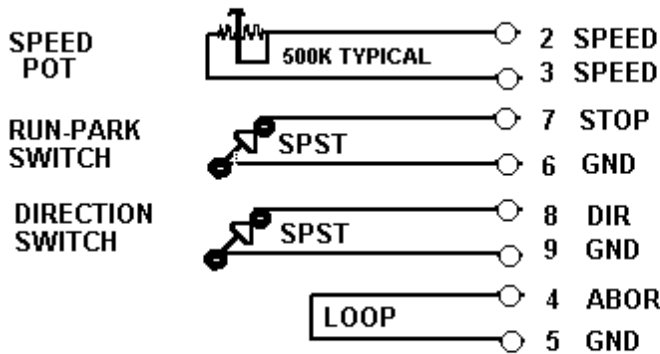 SPEED POT
500K TYPICAL
2 SPEED
3 SPEED
RUN-PARK SWITCH
SPST
7 STOP
6 GND
DIRECTION SWITCH
SPST
8 DIR
9 GND
LOOP
4 ABOR
5 GND